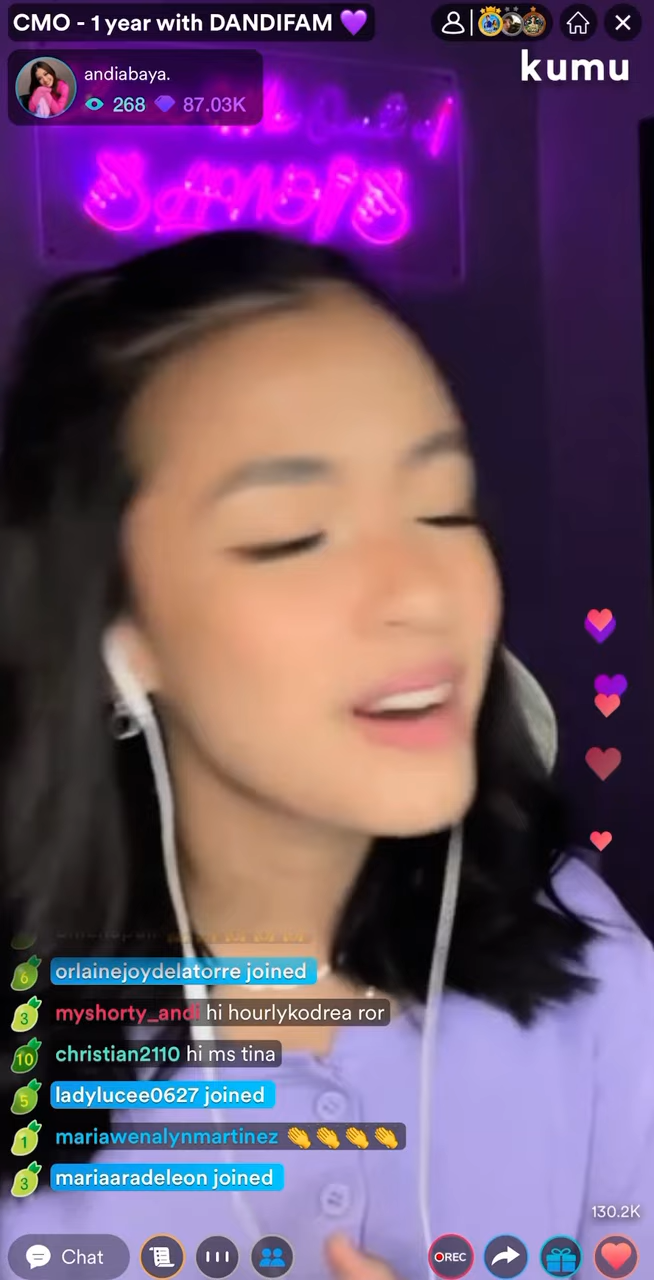 CMO - 1 year with DANDIFAM 💜
andiabaya.
268 87.03K
kumu
6 orlainejoydelatorre joined
3 myshorty_andi hi hourlykodrea ror
10 christian2110 hi ms tina
5 ladylucee0627 joined
1 mariawenalynmartinez 👏👏👏👏
3 mariaaradeleon joined
130.2K
Chat
REC